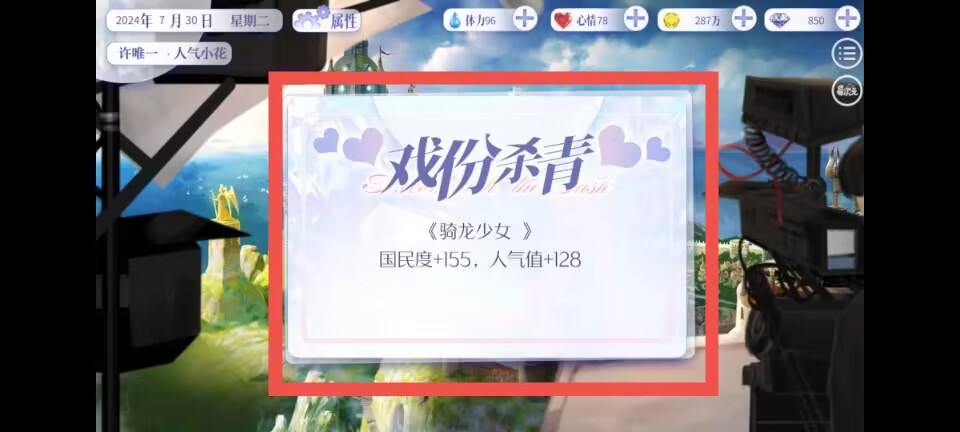 2024年 7 月 30 日 星期二
属性
体力96
心情78
287万
850
许唯一 · 人气小花
戏份杀青
《骑龙少女 》
国民度+155，人气值+128